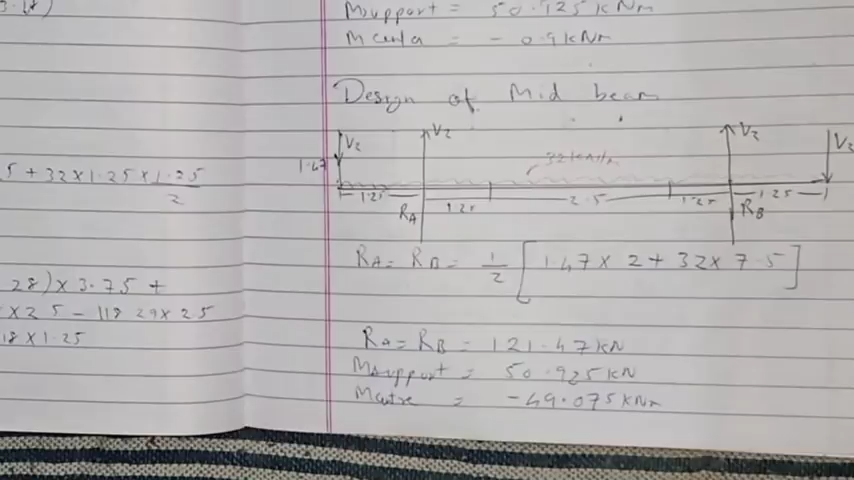 5 + 32 x 1.25 x 1.25
2
28) x 3.75 +
x 2.5 - 118.29 x 2.5
18 x 1.25
Msupport = 50.925 kNm
Mcenter = - 0.9 kNm
Design of Mid beam
V2 V2 V2 V2
1.47 32 kN/m
1.25 RA 1.25 2.5 1.25 RB 1.25
RA = RB = 1/2 [1.47 x 2 + 32 x 7.5]
RA = RB = 121.47 kN
Msupport = 50.925 kN
Mcentre = -49.075 kNm